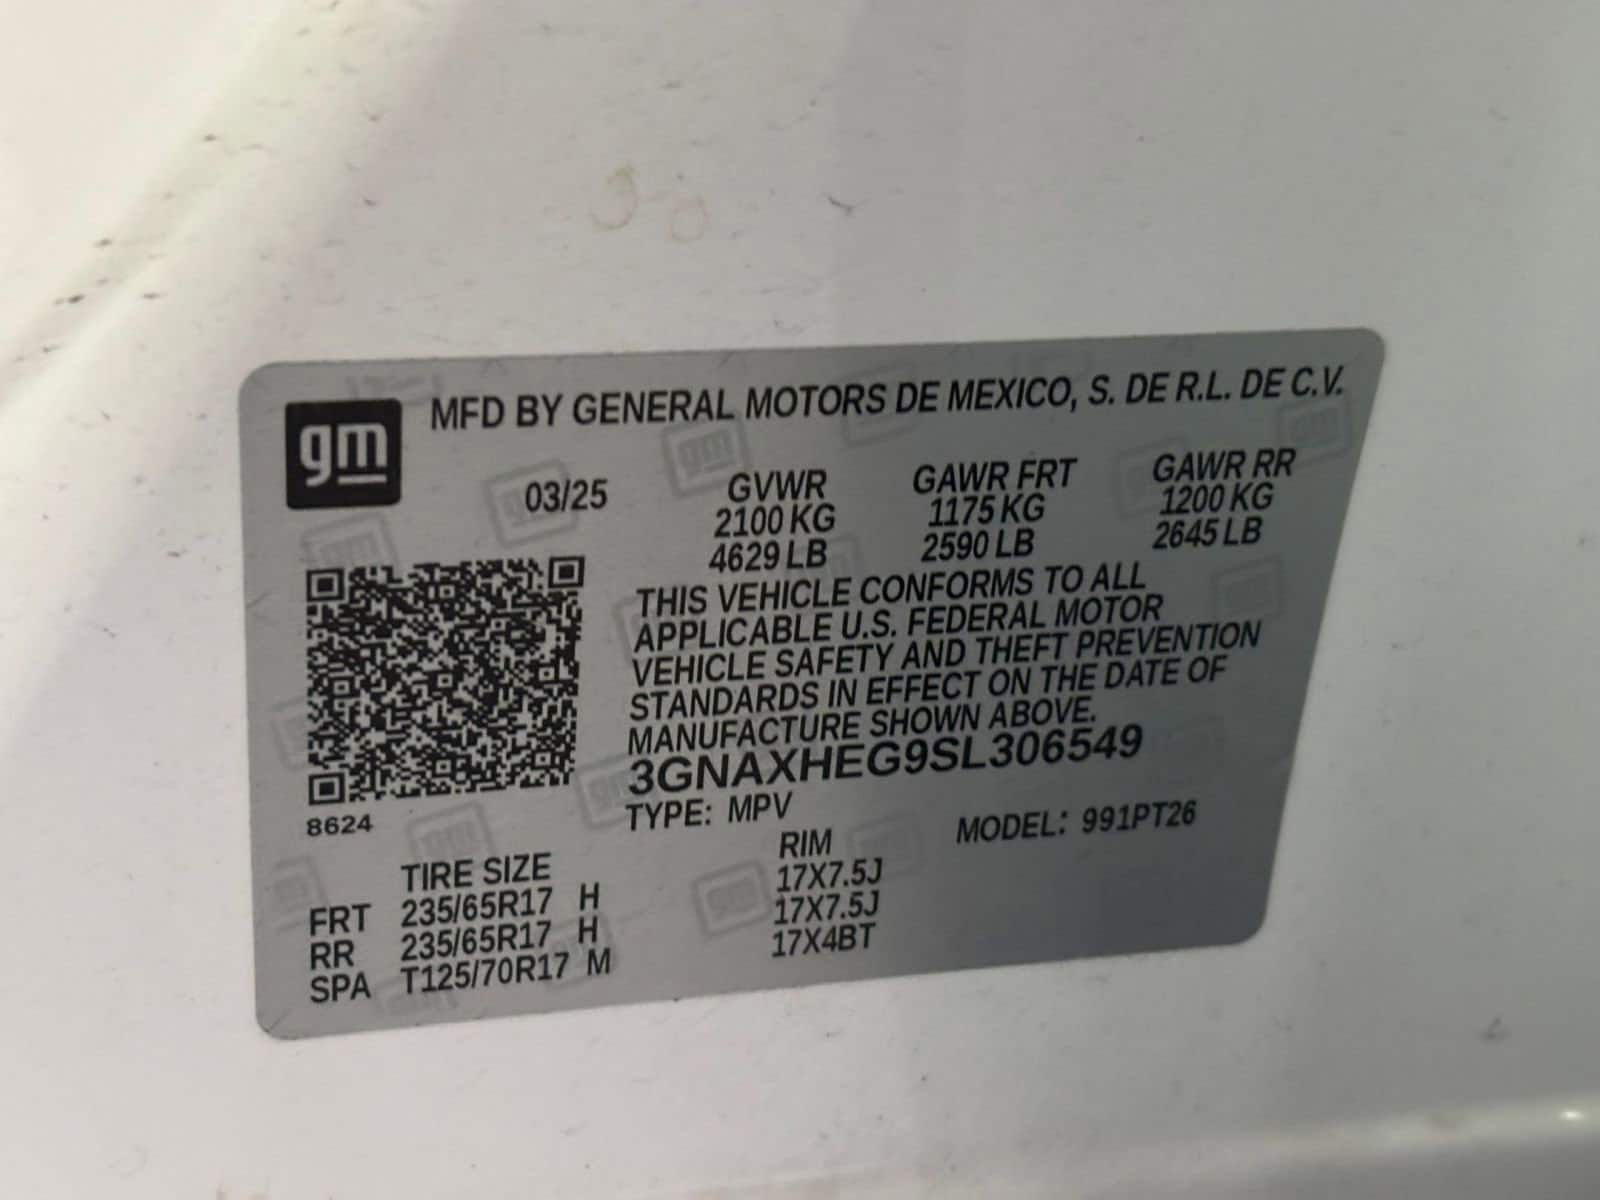 gm
MFD BY GENERAL MOTORS DE MEXICO, S. DE R.L. DE C.V.
03/25 GVWR GAWR FRT GAWR RR
2100 KG 1175 KG 1200 KG
4629 LB 2590 LB 2645 LB
THIS VEHICLE CONFORMS TO ALL
APPLICABLE U.S. FEDERAL MOTOR
VEHICLE SAFETY AND THEFT PREVENTION
STANDARDS IN EFFECT ON THE DATE OF
MANUFACTURE SHOWN ABOVE.
3GNAXHEG9SL306549
8624
TYPE: MPV MODEL: 991PT26
TIRE SIZE RIM
FRT 235/65R17 H 17X7.5J
RR 235/65R17 H 17X7.5J
SPA T125/70R17 M 17X4BT